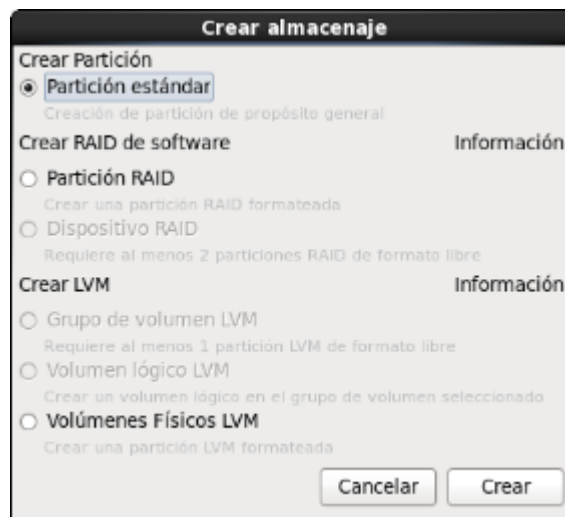 Crear almacenaje
Crear Partición
Partición estándar
Creación de partición de propósito general
Crear RAID de software Información
Partición RAID
Crear una partición RAID formateada
Dispositivo RAID
Requiere al menos 2 particiones RAID de formato libre
Crear LVM Información
Grupo de volumen LVM
Requiere al menos 1 partición LVM de formato libre
Volumen lógico LVM
Crear un volumen lógico en el grupo de volumen seleccionado
Volúmenes Físicos LVM
Crear una partición LVM formateada
Cancelar Crear